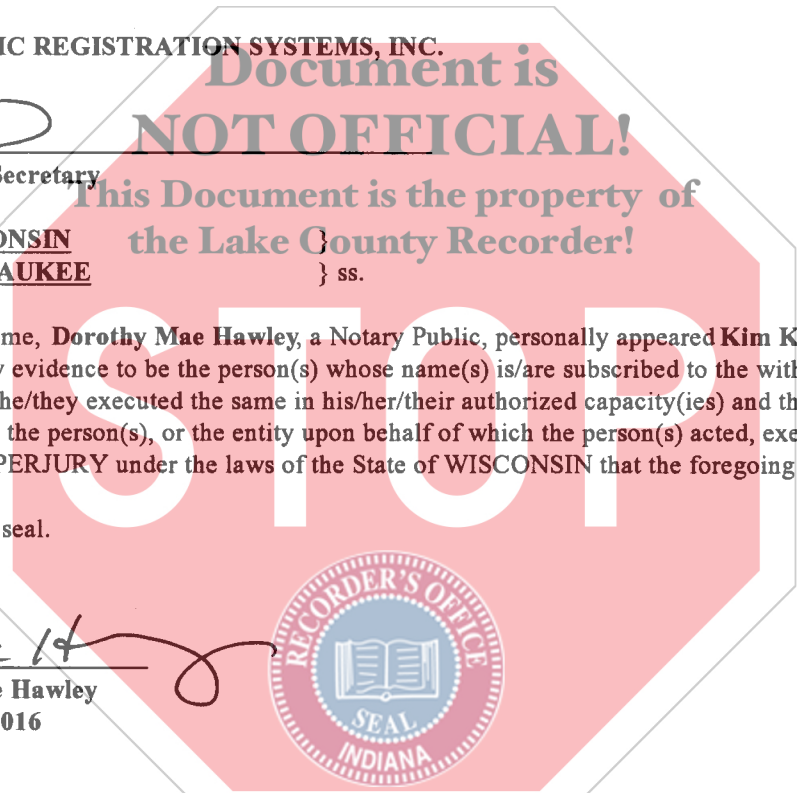 IC REGISTRATION SYSTEMS, INC.
Document is
NOT OFFICIAL!
Secretary
This Document is the property of
the Lake County Recorder!
ONSIN }
AUKEE } ss.
STOP
me, Dorothy Mae Hawley, a Notary Public, personally appeared Kim K
y evidence to be the person(s) whose name(s) is/are subscribed to the with
he/they executed the same in his/her/their authorized capacity(ies) and th
the person(s), or the entity upon behalf of which the person(s) acted, exe
PERJURY under the laws of the State of WISCONSIN that the foregoing
seal.
RECORDER'S OFFICE
SEAL
INDIANA
e Hawley
016